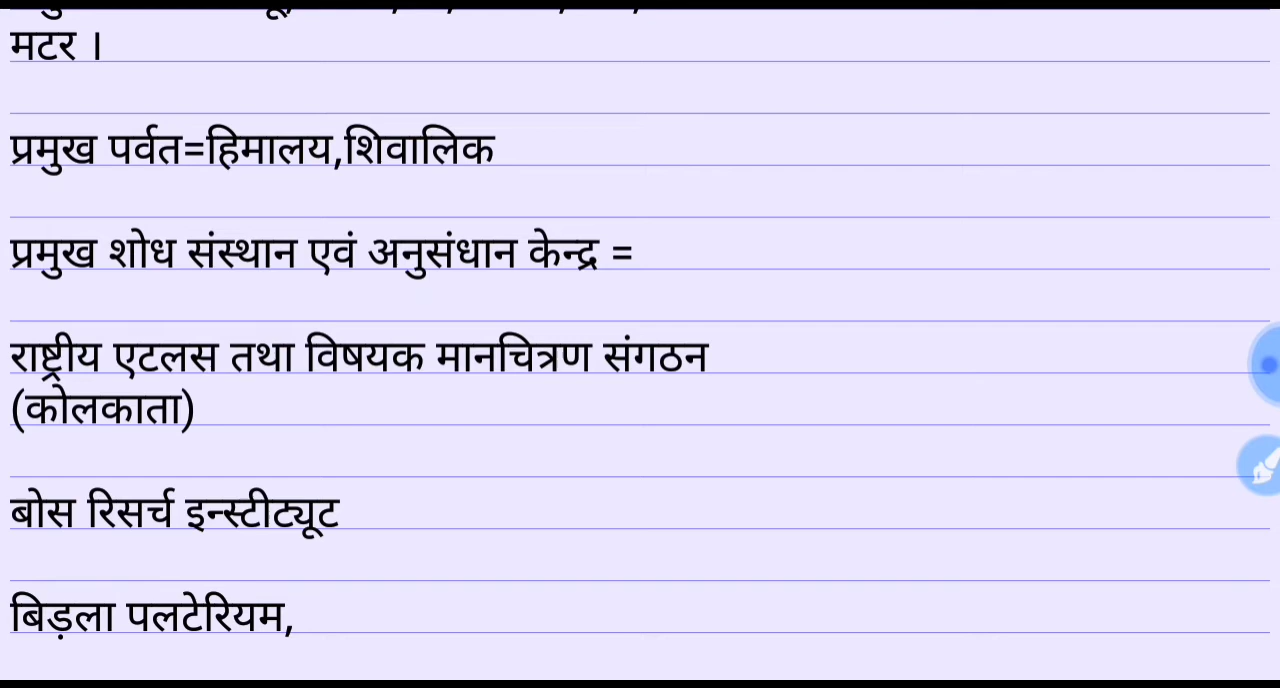 मटर ।
प्रमुख पर्वत=हिमालय,शिवालिक
प्रमुख शोध संस्थान एवं अनुसंधान केन्द्र =
राष्ट्रीय एटलस तथा विषयक मानचित्रण संगठन
(कोलकाता)
बोस रिसर्च इन्स्टीट्यूट
बिड़ला पलटेरियम,